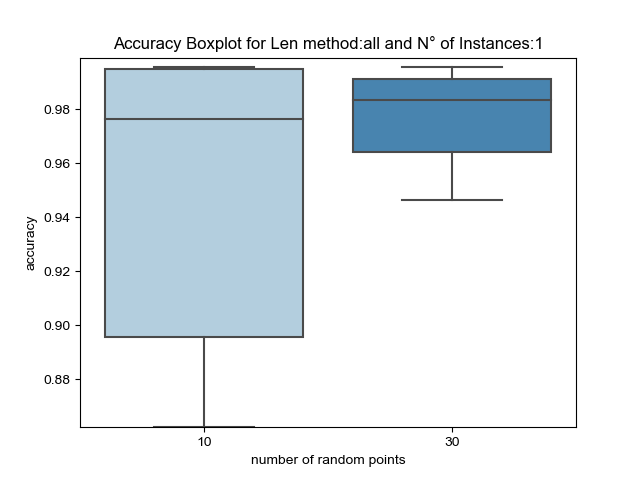 Accuracy Boxplot for Len method:all and N° of Instances:1
accuracy
0.98
0.96
0.94
0.92
0.90
0.88
10
30
number of random points